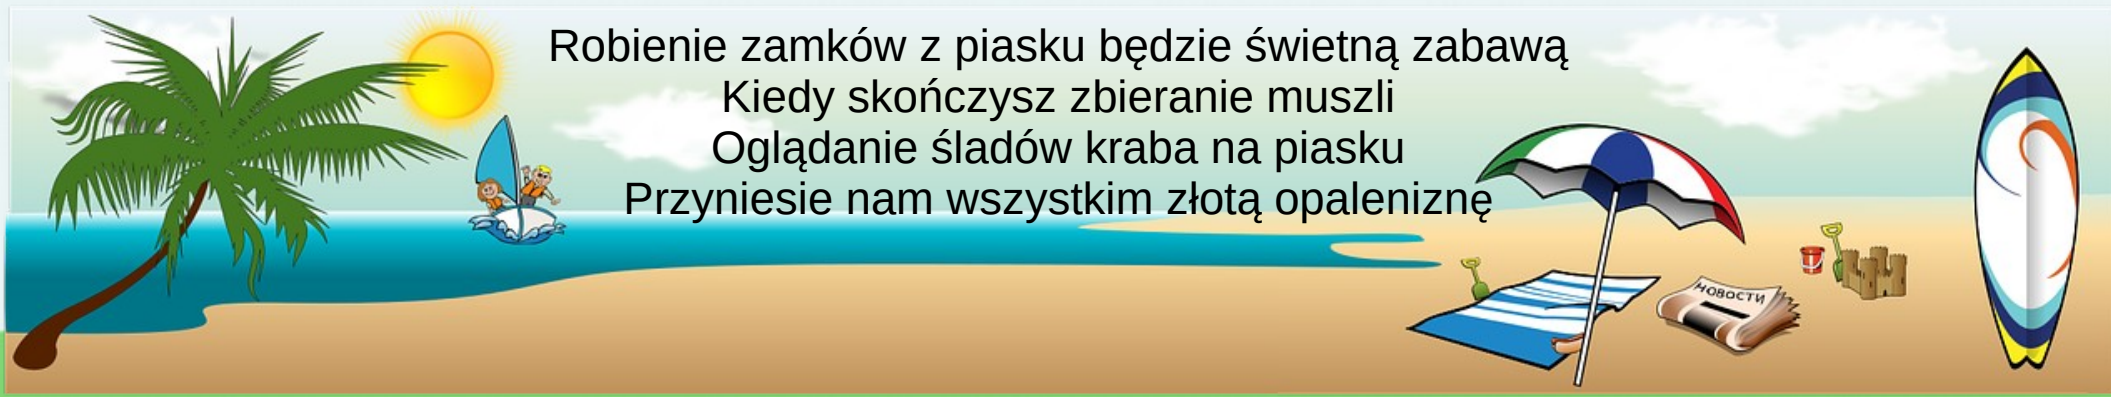 Robienie zamków z piasku będzie świetną zabawą
Kiedy skończysz zbieranie muszli
Oglądanie śladów kraba na piasku
Przyniesie nam wszystkim złotą opaleniznę
НОВОСТИ